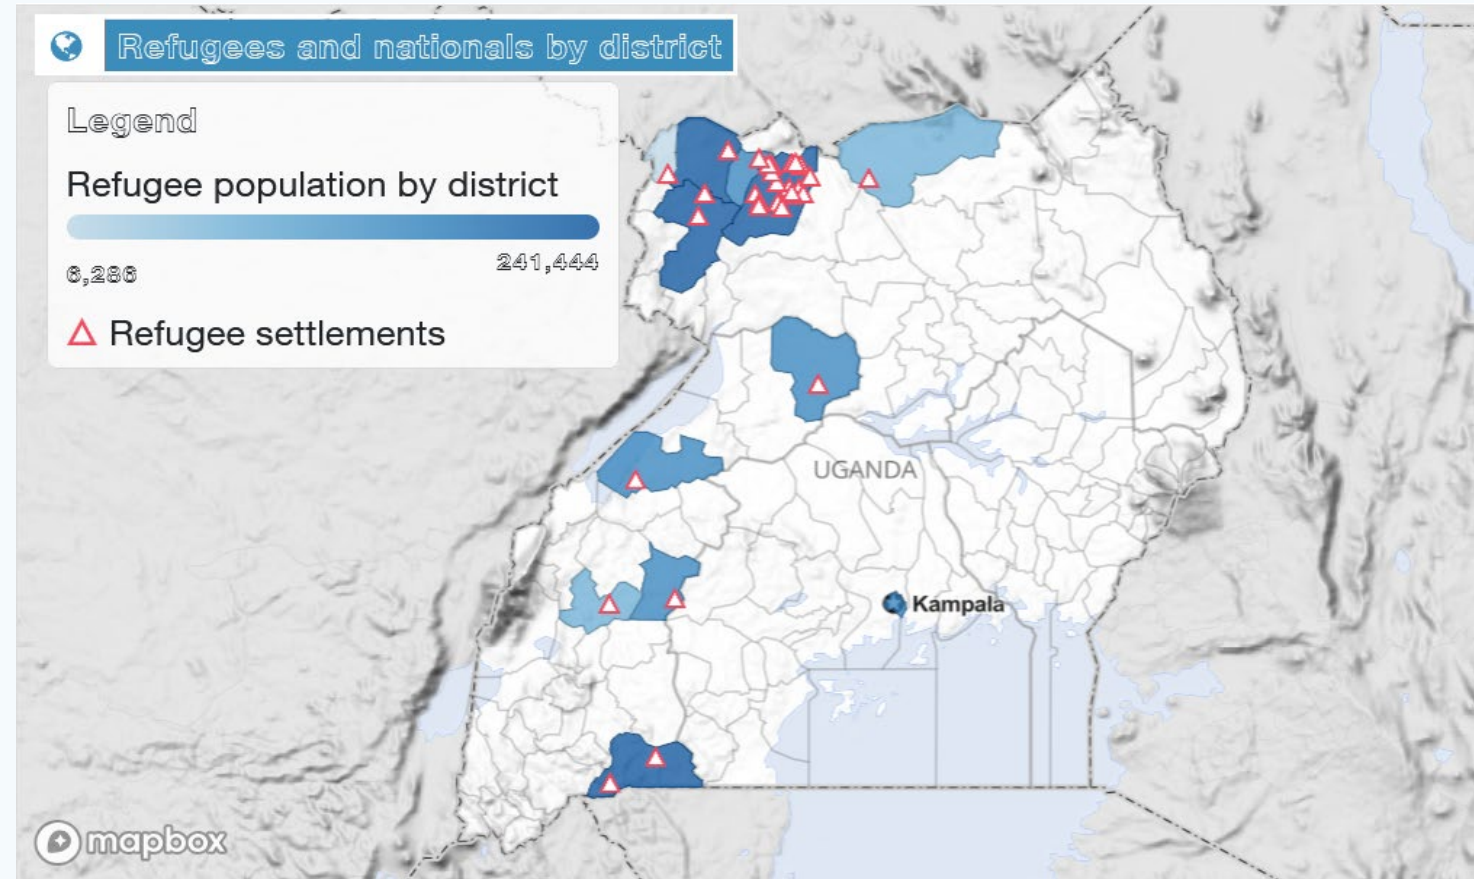 Refugees and nationals by district
Legend
Refugee population by district
6,286
241,444
Refugee settlements
UGANDA
Kampala
mapbox